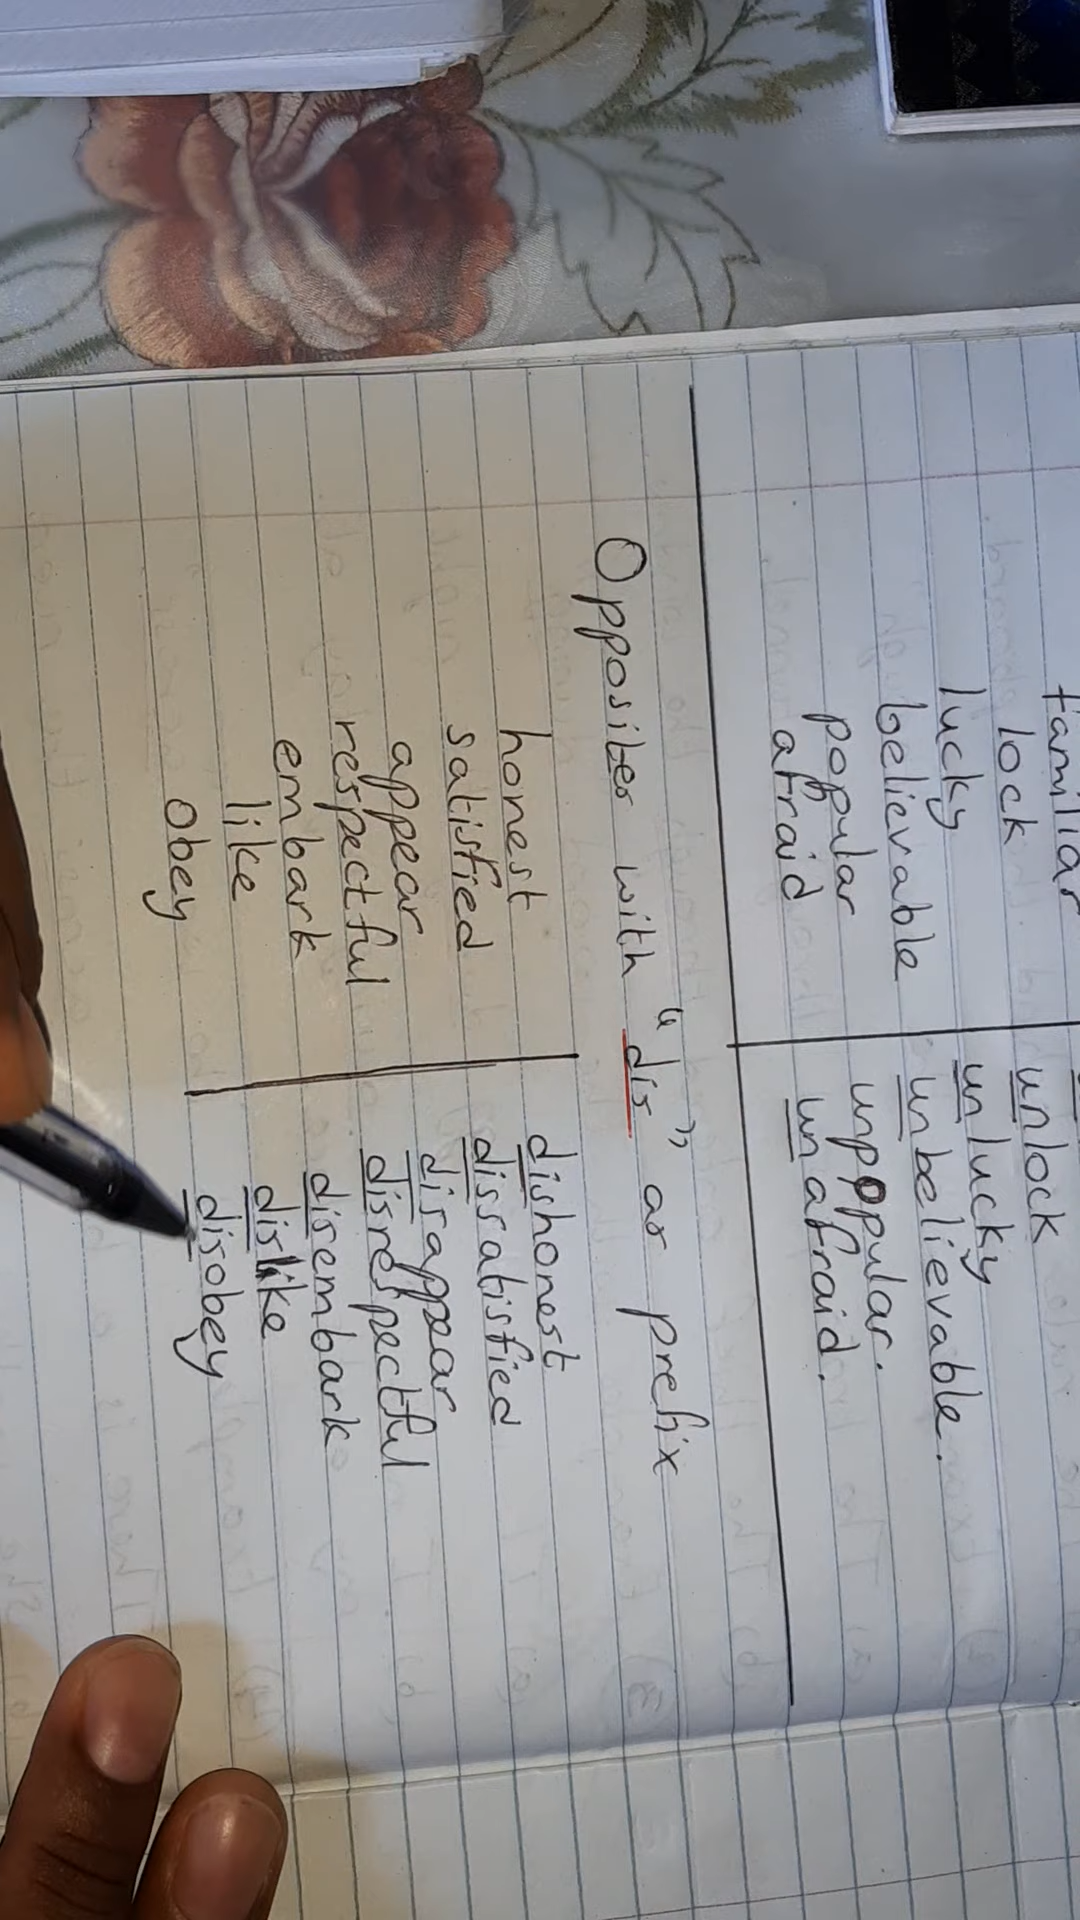 familiar
lock unlock
lucky unlucky
believable unbelievable.
popular unpopular.
afraid unafraid.
Opposites with "dis" as prefix
honest dishonest
satisfied dissatisfied
appear disappear
respectful disrespectful
embark disembark
like dislike
obey disobey